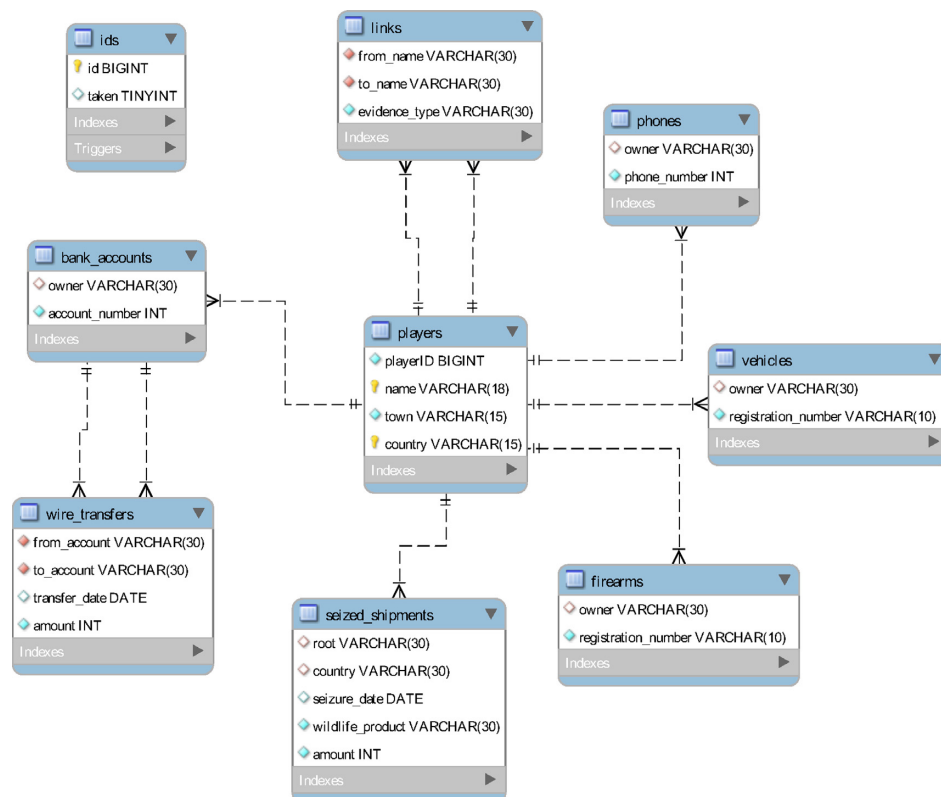 ids
id BIGINT
taken TINYINT
Indexes
Triggers
links
from_name VARCHAR(30)
to_name VARCHAR(30)
evidence_type VARCHAR(30)
Indexes
phones
owner VARCHAR(30)
phone_number INT
Indexes
bank_accounts
owner VARCHAR(30)
account_number INT
Indexes
players
playerID BIGINT
name VARCHAR(18)
town VARCHAR(15)
country VARCHAR(15)
Indexes
vehicles
owner VARCHAR(30)
registration_number VARCHAR(10)
Indexes
wire_transfers
from_account VARCHAR(30)
to_account VARCHAR(30)
transfer_date DATE
amount INT
Indexes
seized_shipments
root VARCHAR(30)
country VARCHAR(30)
seizure_date DATE
wildlife_product VARCHAR(30)
amount INT
Indexes
firearms
owner VARCHAR(30)
registration_number VARCHAR(10)
Indexes